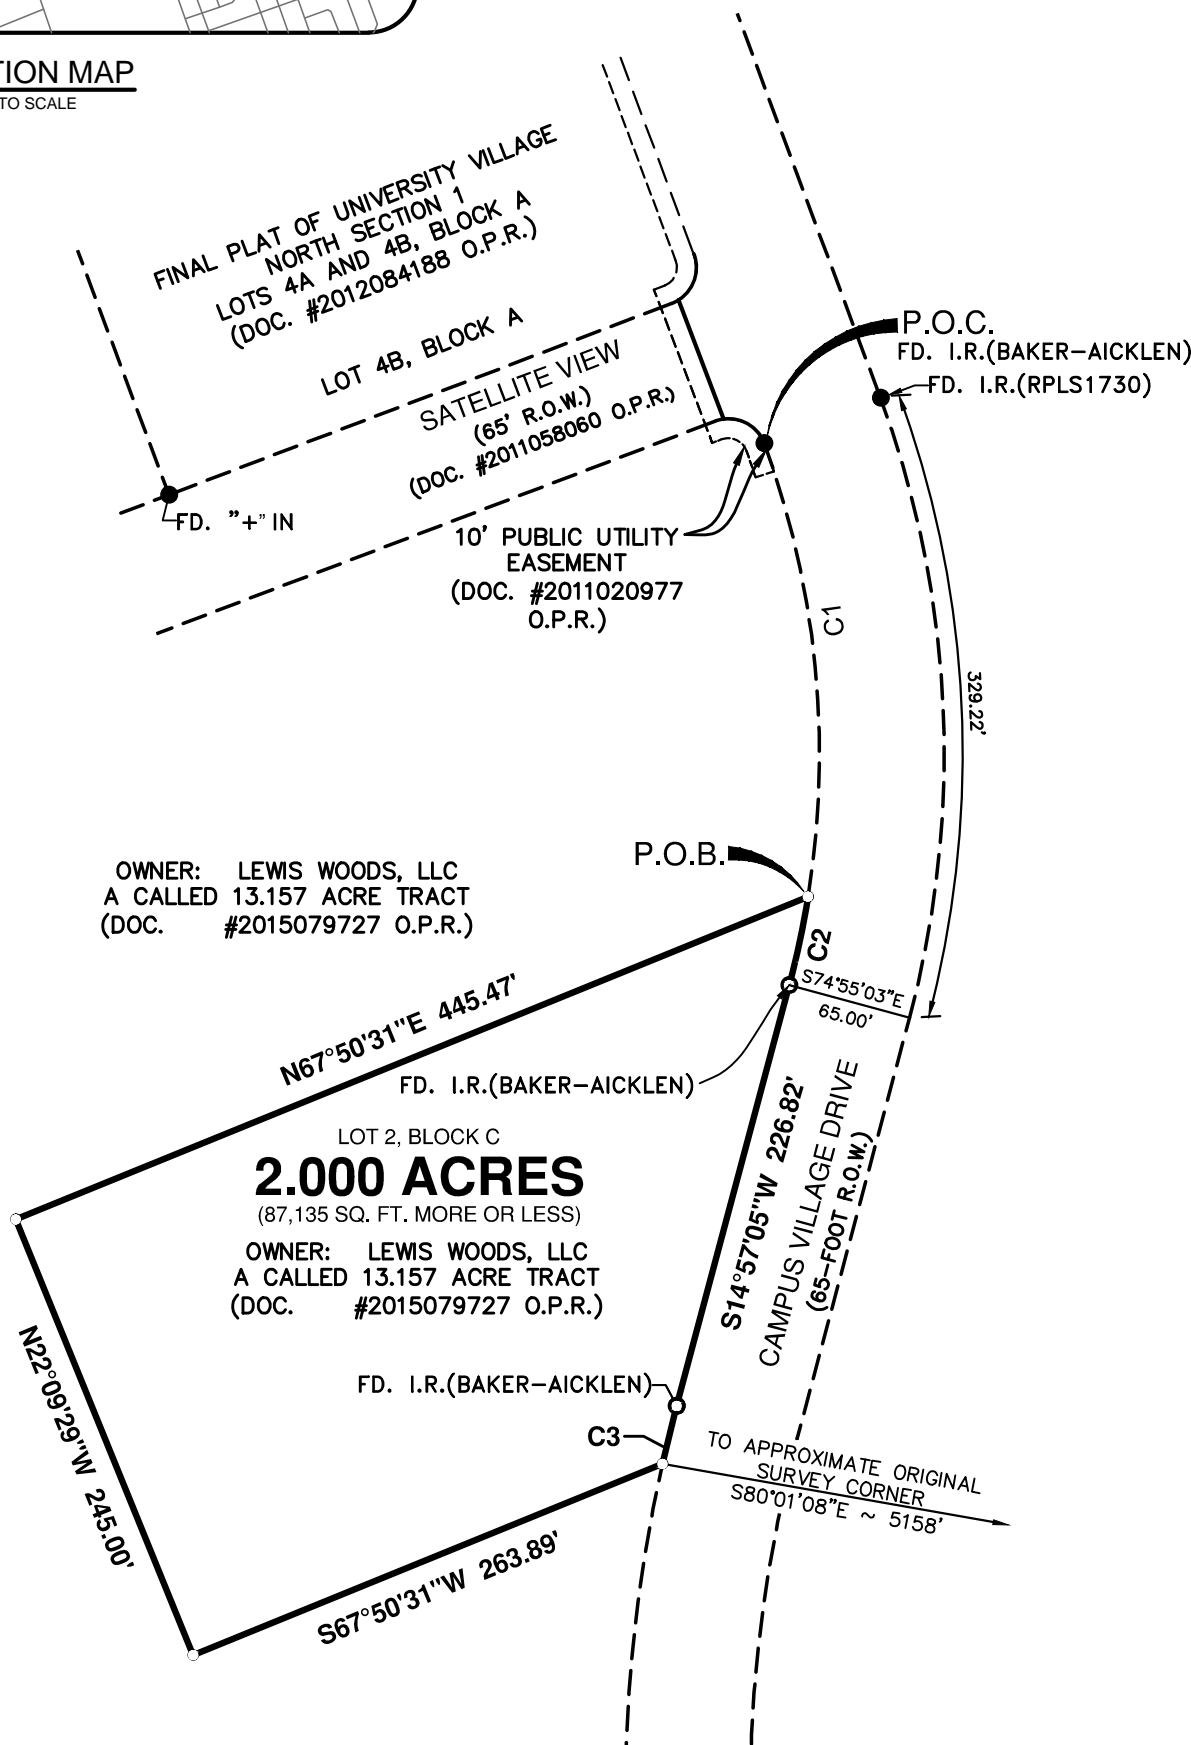 TION MAP
TO SCALE
FINAL PLAT OF UNIVERSITY VILLAGE
NORTH SECTION 1
LOTS 4A AND 4B, BLOCK A
(DOC. #2012084188 O.P.R.)
LOT 4B, BLOCK A
SATELLITE VIEW
(65' R.O.W.)
(DOC. #2011058060 O.P.R.)
P.O.C.
FD. I.R.(BAKER-AICKLEN)
FD. I.R.(RPLS1730)
FD. "+" IN
10' PUBLIC UTILITY
EASEMENT
(DOC. #2011020977
O.P.R.)
C1
329.22'
P.O.B.
OWNER: LEWIS WOODS, LLC
A CALLED 13.157 ACRE TRACT
(DOC. #2015079727 O.P.R.)
C2
S74°55'03"E
65.00'
N67°50'31"E 445.47'
FD. I.R.(BAKER-AICKLEN)
LOT 2, BLOCK C
2.000 ACRES
(87,135 SQ. FT. MORE OR LESS)
OWNER: LEWIS WOODS, LLC
A CALLED 13.157 ACRE TRACT
(DOC. #2015079727 O.P.R.)
S14°57'05"W 226.82'
CAMPUS VILLAGE DRIVE
(65-FOOT R.O.W.)
N22°09'29"W 245.00'
FD. I.R.(BAKER-AICKLEN)
C3
TO APPROXIMATE ORIGINAL
SURVEY CORNER
S80°01'08"E ~ 5158'
S67°50'31"W 263.89'